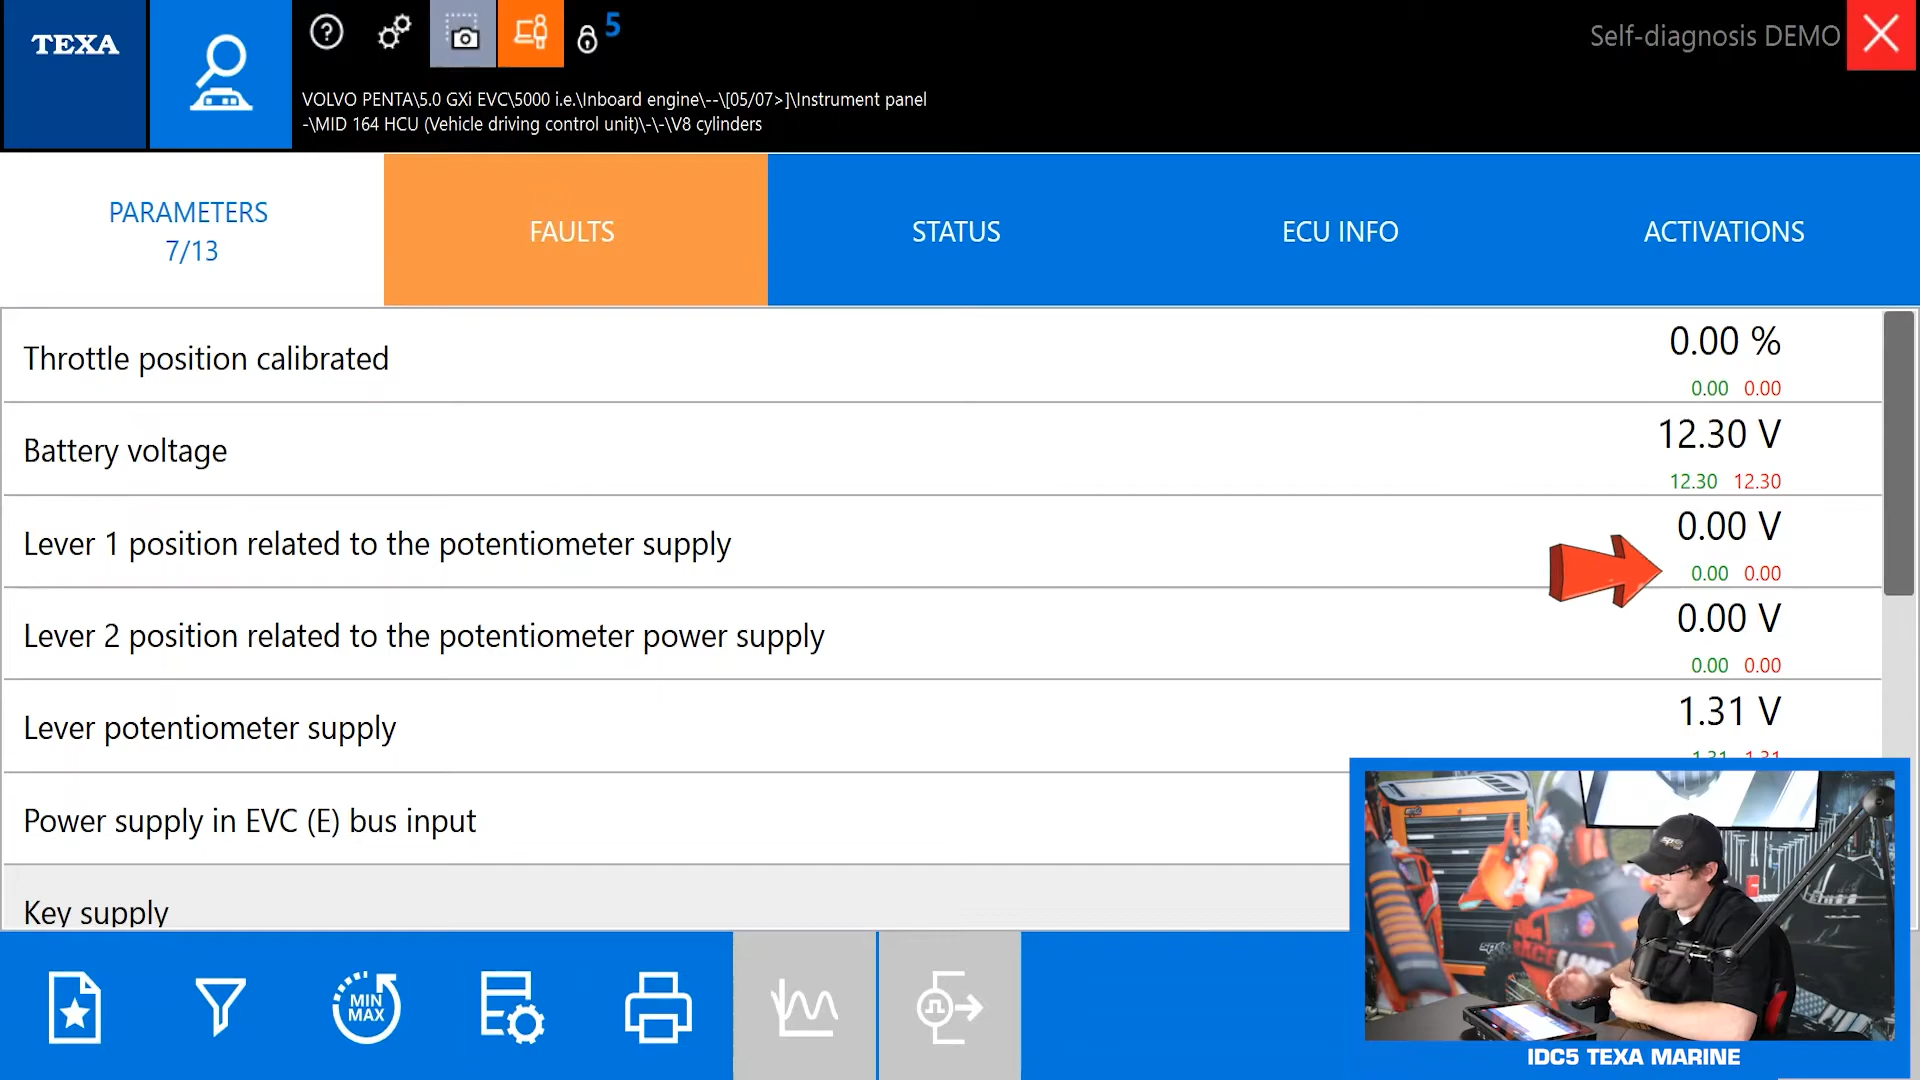 TEXA
?
5
Self-diagnosis DEMO
VOLVO PENTA\5.0 GXi EVC\5000 i.e.\Inboard engine\--\[05/07>]\Instrument panel
-\MID 164 HCU (Vehicle driving control unit)\-\-\V8 cylinders
PARAMETERS
7/13
FAULTS
STATUS
ECU INFO
ACTIVATIONS
Throttle position calibrated
0.00 %
0.00 0.00
Battery voltage
12.30 V
12.30 12.30
Lever 1 position related to the potentiometer supply
0.00 V
0.00 0.00
Lever 2 position related to the potentiometer power supply
0.00 V
0.00 0.00
Lever potentiometer supply
1.31 V
1.31 1.31
Power supply in EVC (E) bus input
Key supply
MIN
MAX
IDC5 TEXA MARINE